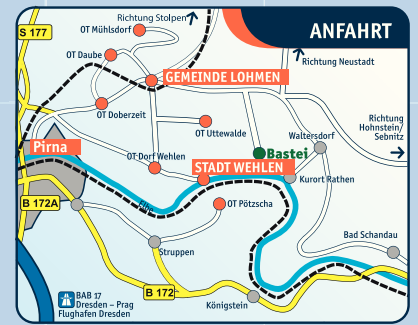 ANFAHRT
Richtung Stolpen
OT Mühlsdorf
S 177
OT Daube
Richtung Neustadt
GEMEINDE LOHMEN
OT Doberzeit
Richtung
Hohnstein/
Sebnitz
OT Uttewalde
Waltersdorf
Pirna
Bastei
OT Dorf Wehlen
STADT WEHLEN
Kurort Rathen
B 172A
Elbe
OT Pötzscha
Bad Schandau
Struppen
B 172
Königstein
BAB 17
Dresden – Prag
Flughafen Dresden